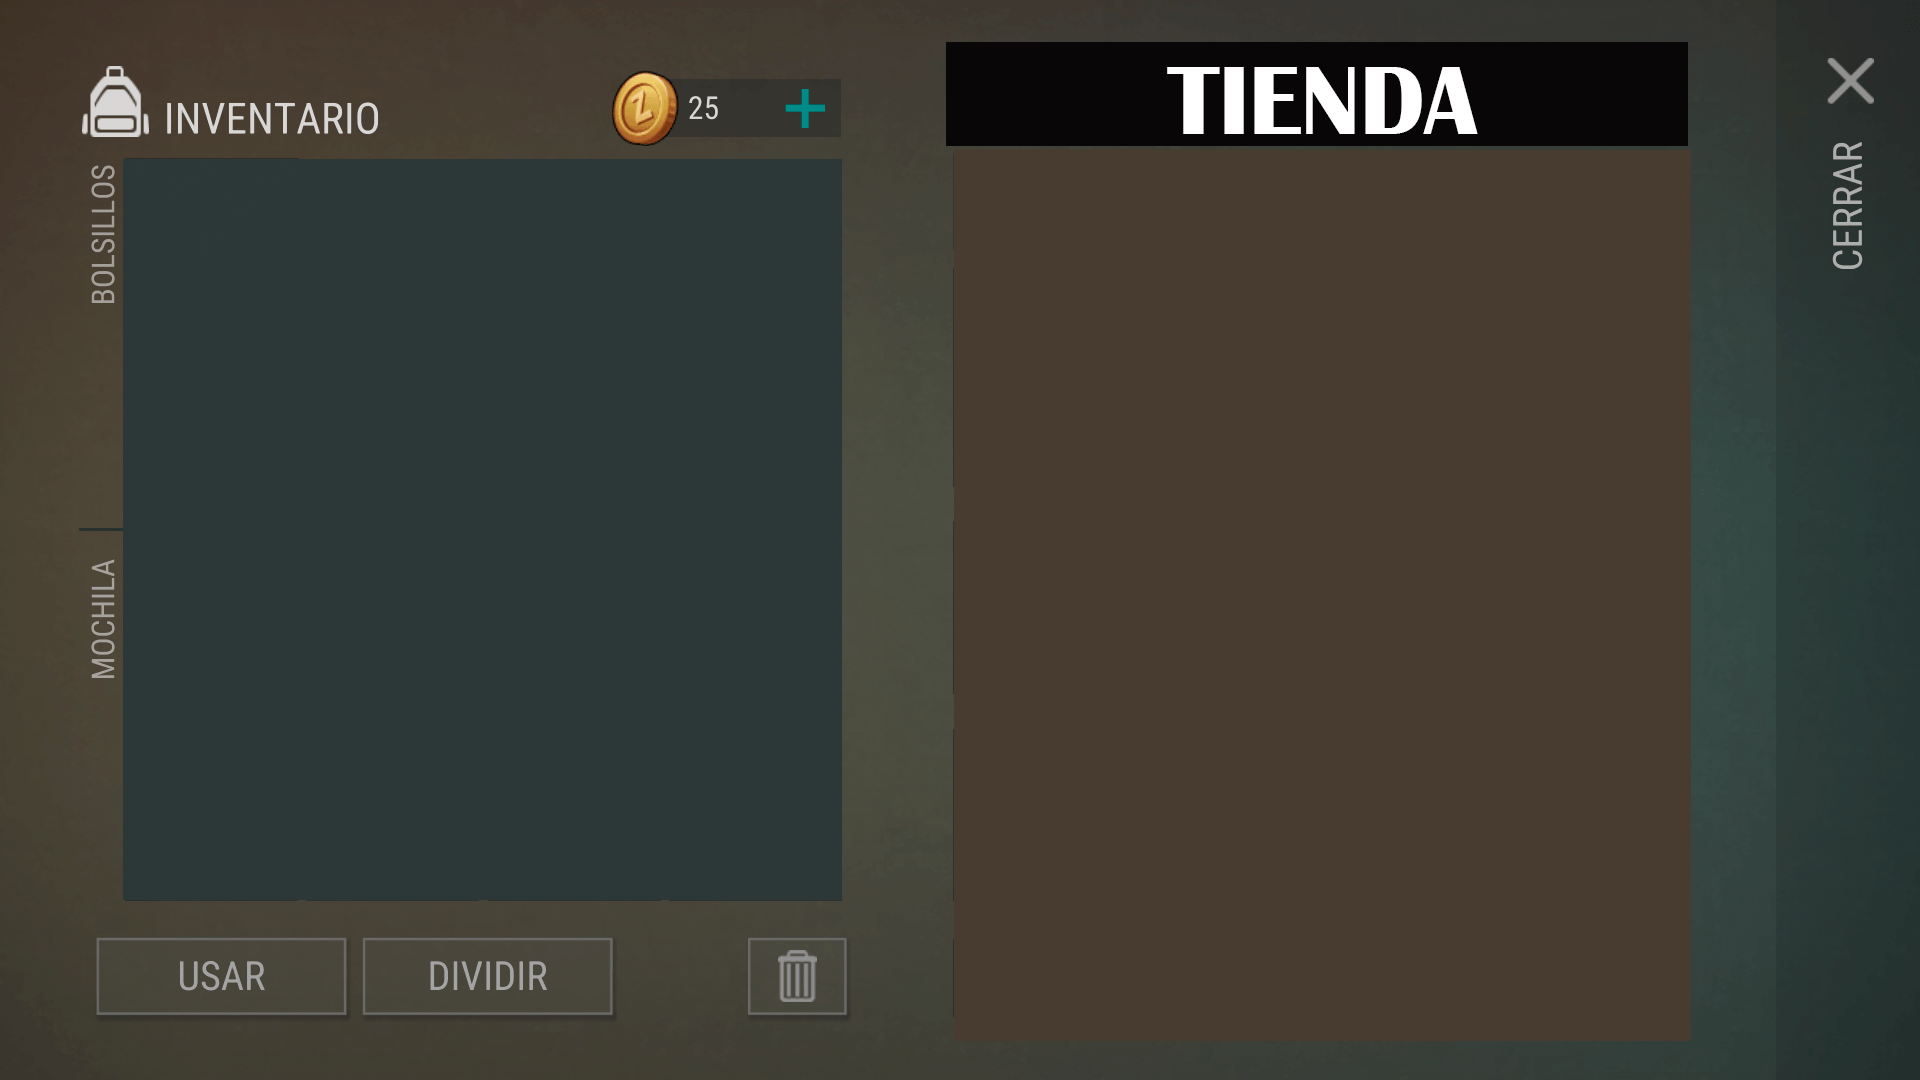 INVENTARIO
25
TIENDA
CERRAR
BOLSILLOS
MOCHILA
USAR
DIVIDIR